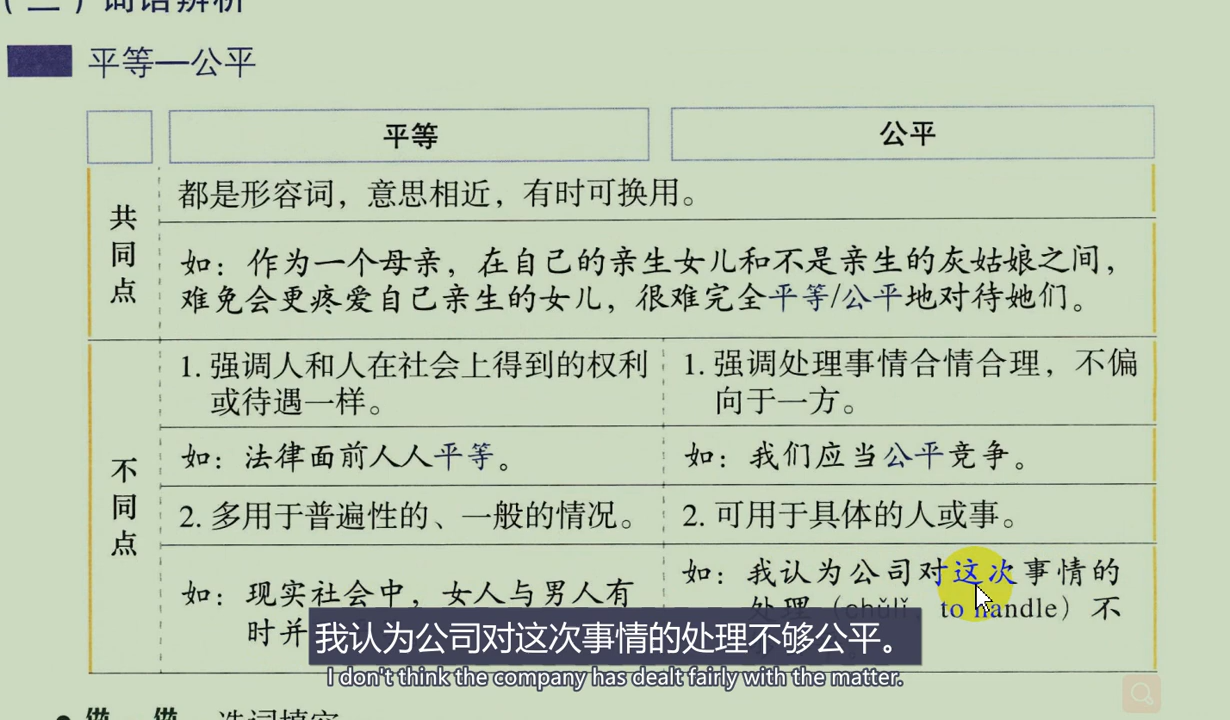 （二）词语辨析
平等—公平
平等
公平
共同点
都是形容词，意思相近，有时可换用。
如：作为一个母亲，在自己的亲生女儿和不是亲生的灰姑娘之间，
难免会更疼爱自己亲生的女儿，很难完全平等/公平地对待她们。
不同点
1. 强调人和人在社会上得到的权利
或待遇一样。
1. 强调处理事情合情合理，不偏
向于一方。
如：法律面前人人平等。
如：我们应当公平竞争。
2. 多用于普遍性的、一般的情况。
2. 可用于具体的人或事。
如：现实社会中，女人与男人有
时并
如：我认为公司对这次事情的
处理（chǔlǐ，to handle）不
我认为公司对这次事情的处理不够公平。
I don't think the company has dealt fairly with the matter.
做一做 选词填空